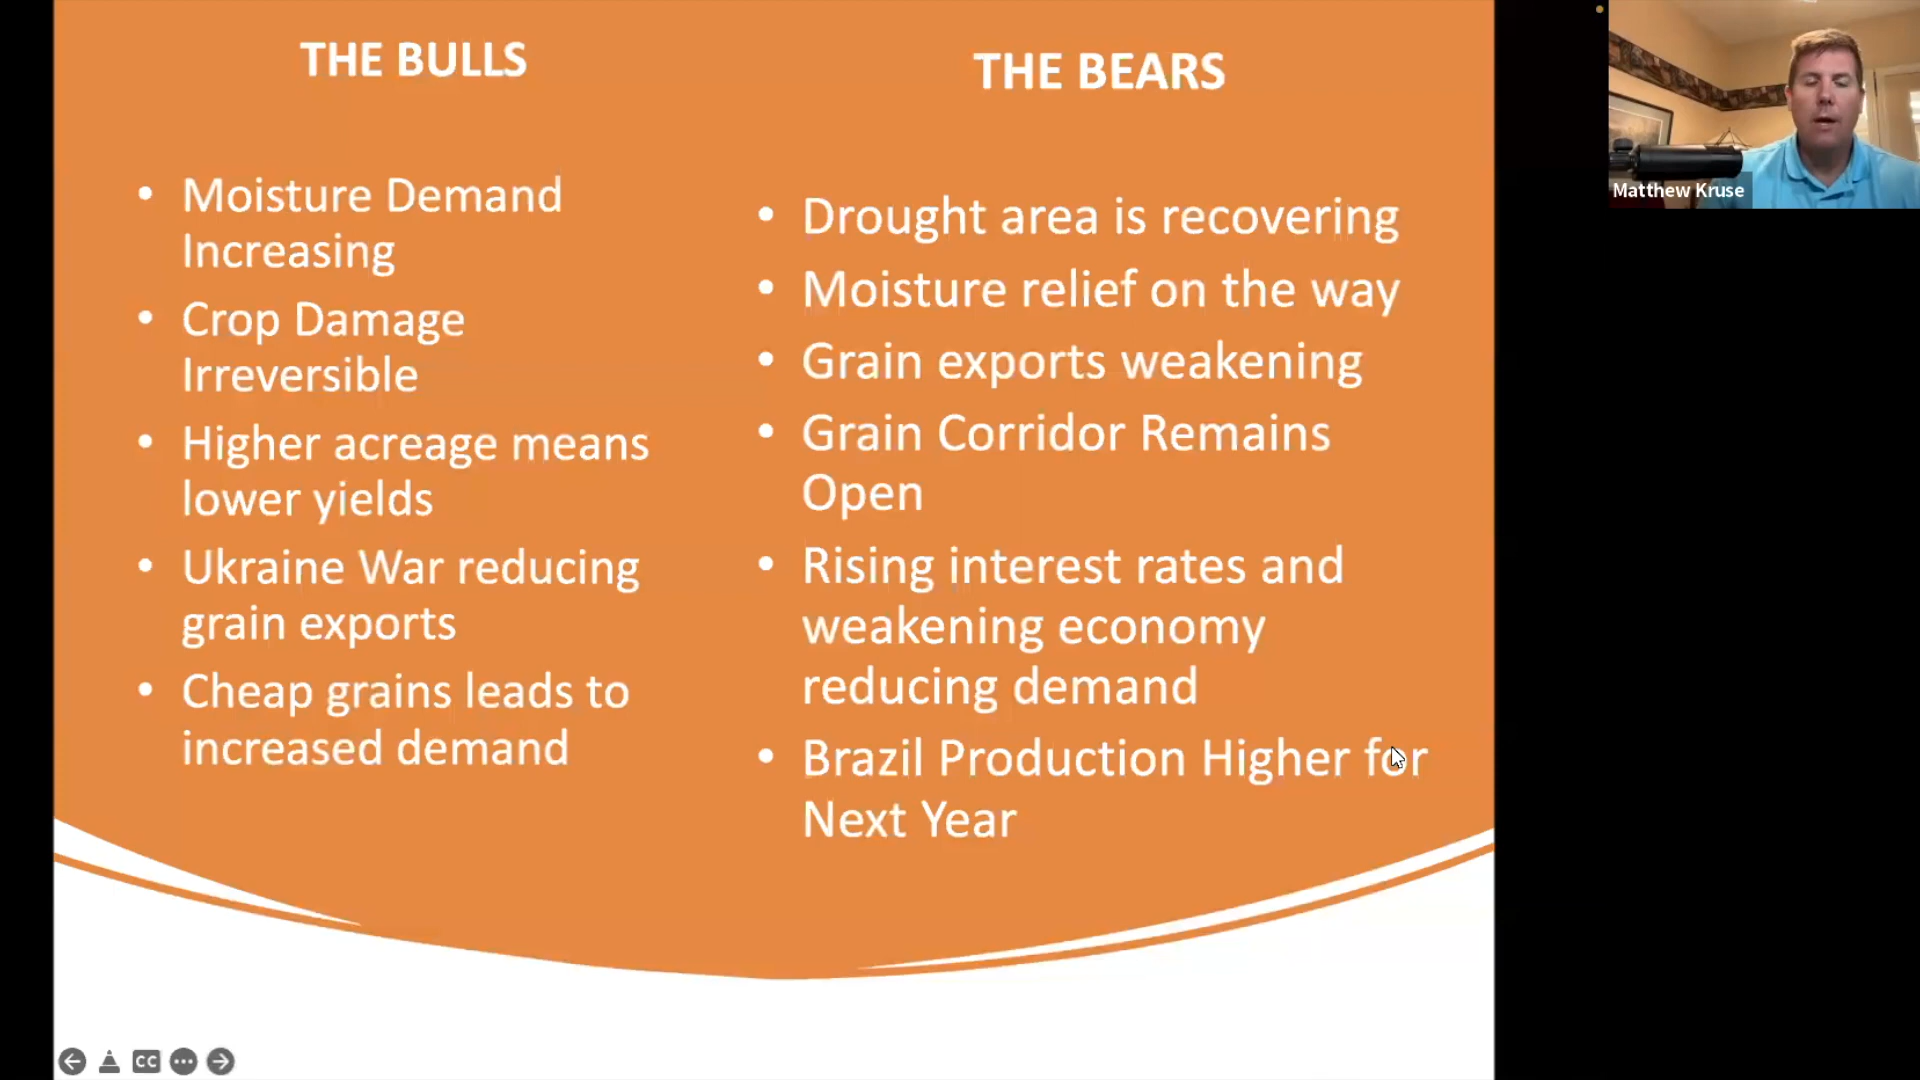 THE BULLS
• Moisture Demand
Increasing
• Crop Damage
Irreversible
• Higher acreage means
lower yields
• Ukraine War reducing
grain exports
• Cheap grains leads to
increased demand
THE BEARS
• Drought area is recovering
• Moisture relief on the way
• Grain exports weakening
• Grain Corridor Remains
Open
• Rising interest rates and
weakening economy
reducing demand
• Brazil Production Higher for
Next Year
Matthew Kruse
CC